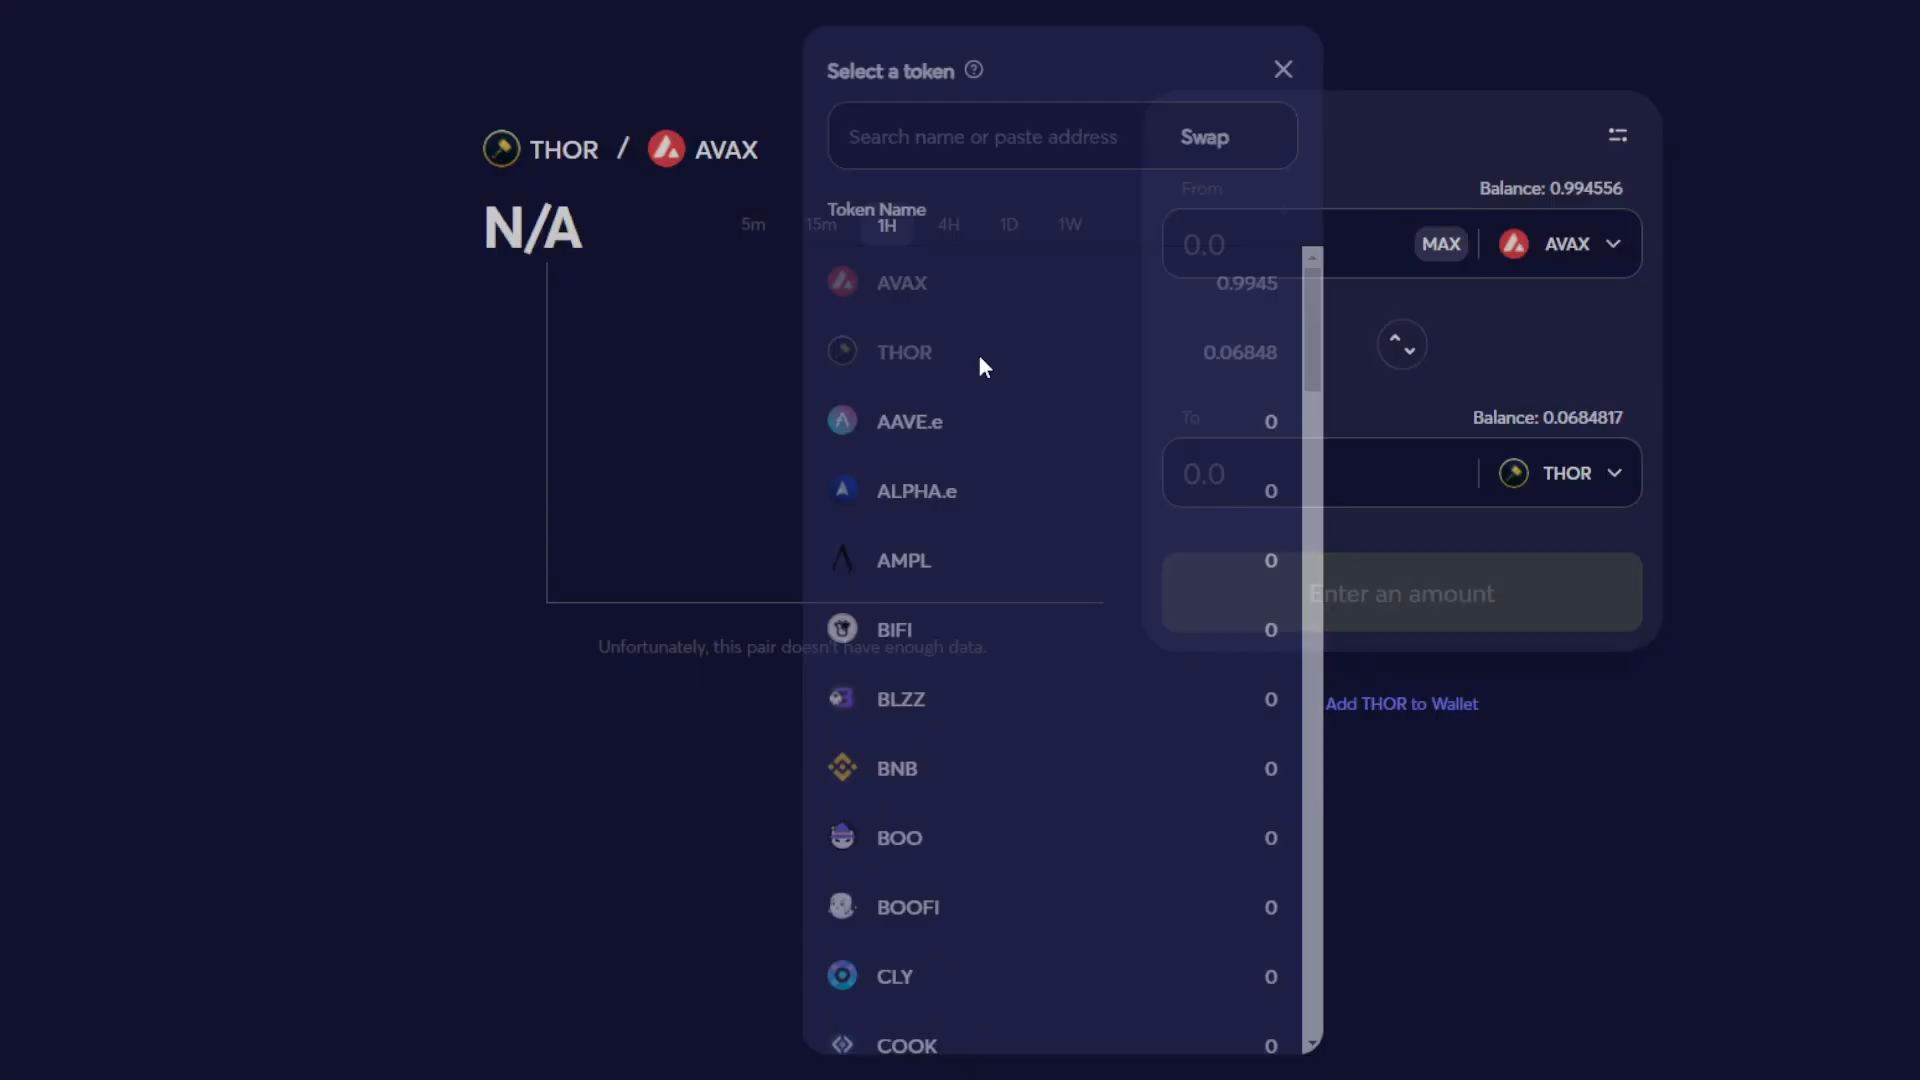 Select a token
Search name or paste address
Token Name
AVAX 0.9945
THOR 0.06848
AAVE.e 0
ALPHA.e 0
AMPL 0
BIFI 0
BLZZ 0
BNB 0
BOO 0
BOOFI 0
CLY 0
COOK 0
THOR / AVAX
N/A
5m 15m 1H 4H 1D 1W
Unfortunately, this pair doesn't have enough data.
Swap
From Balance: 0.994556
0.0 MAX AVAX
To Balance: 0.0684817
0.0 THOR
Enter an amount
Add THOR to Wallet